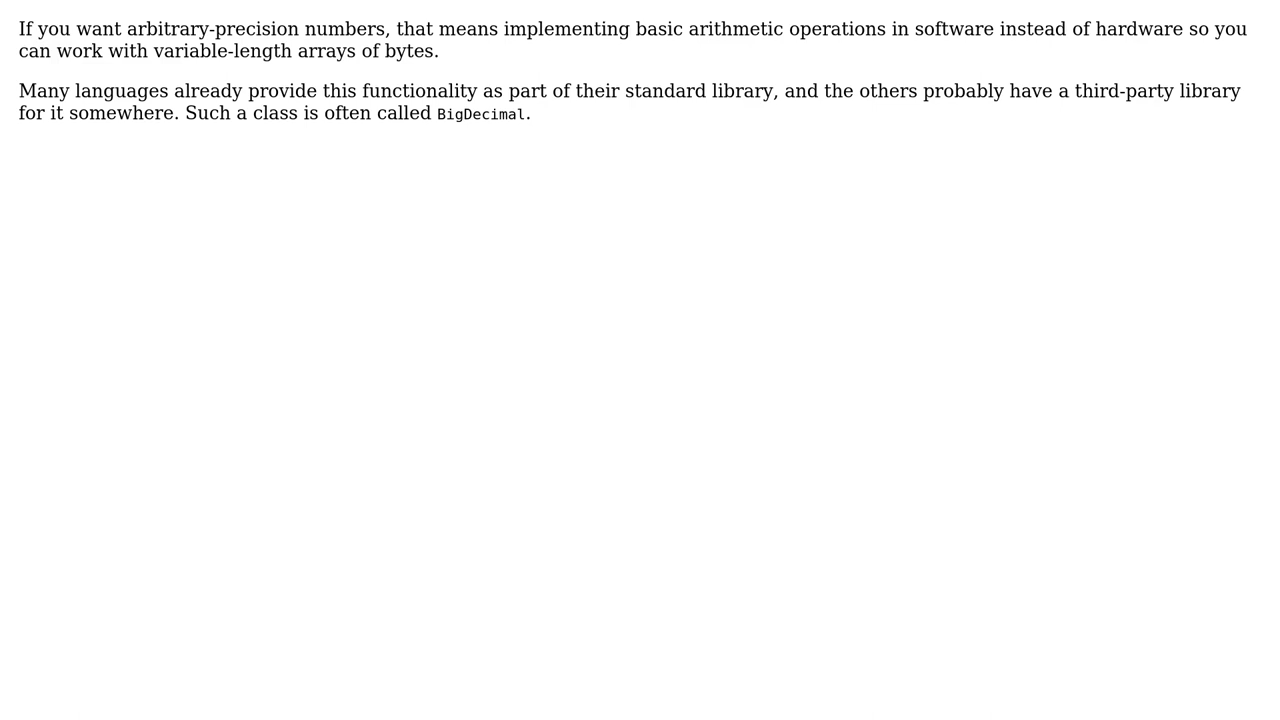 If you want arbitrary-precision numbers, that means implementing basic arithmetic operations in software instead of hardware so you
can work with variable-length arrays of bytes.
Many languages already provide this functionality as part of their standard library, and the others probably have a third-party library
for it somewhere. Such a class is often called BigDecimal.